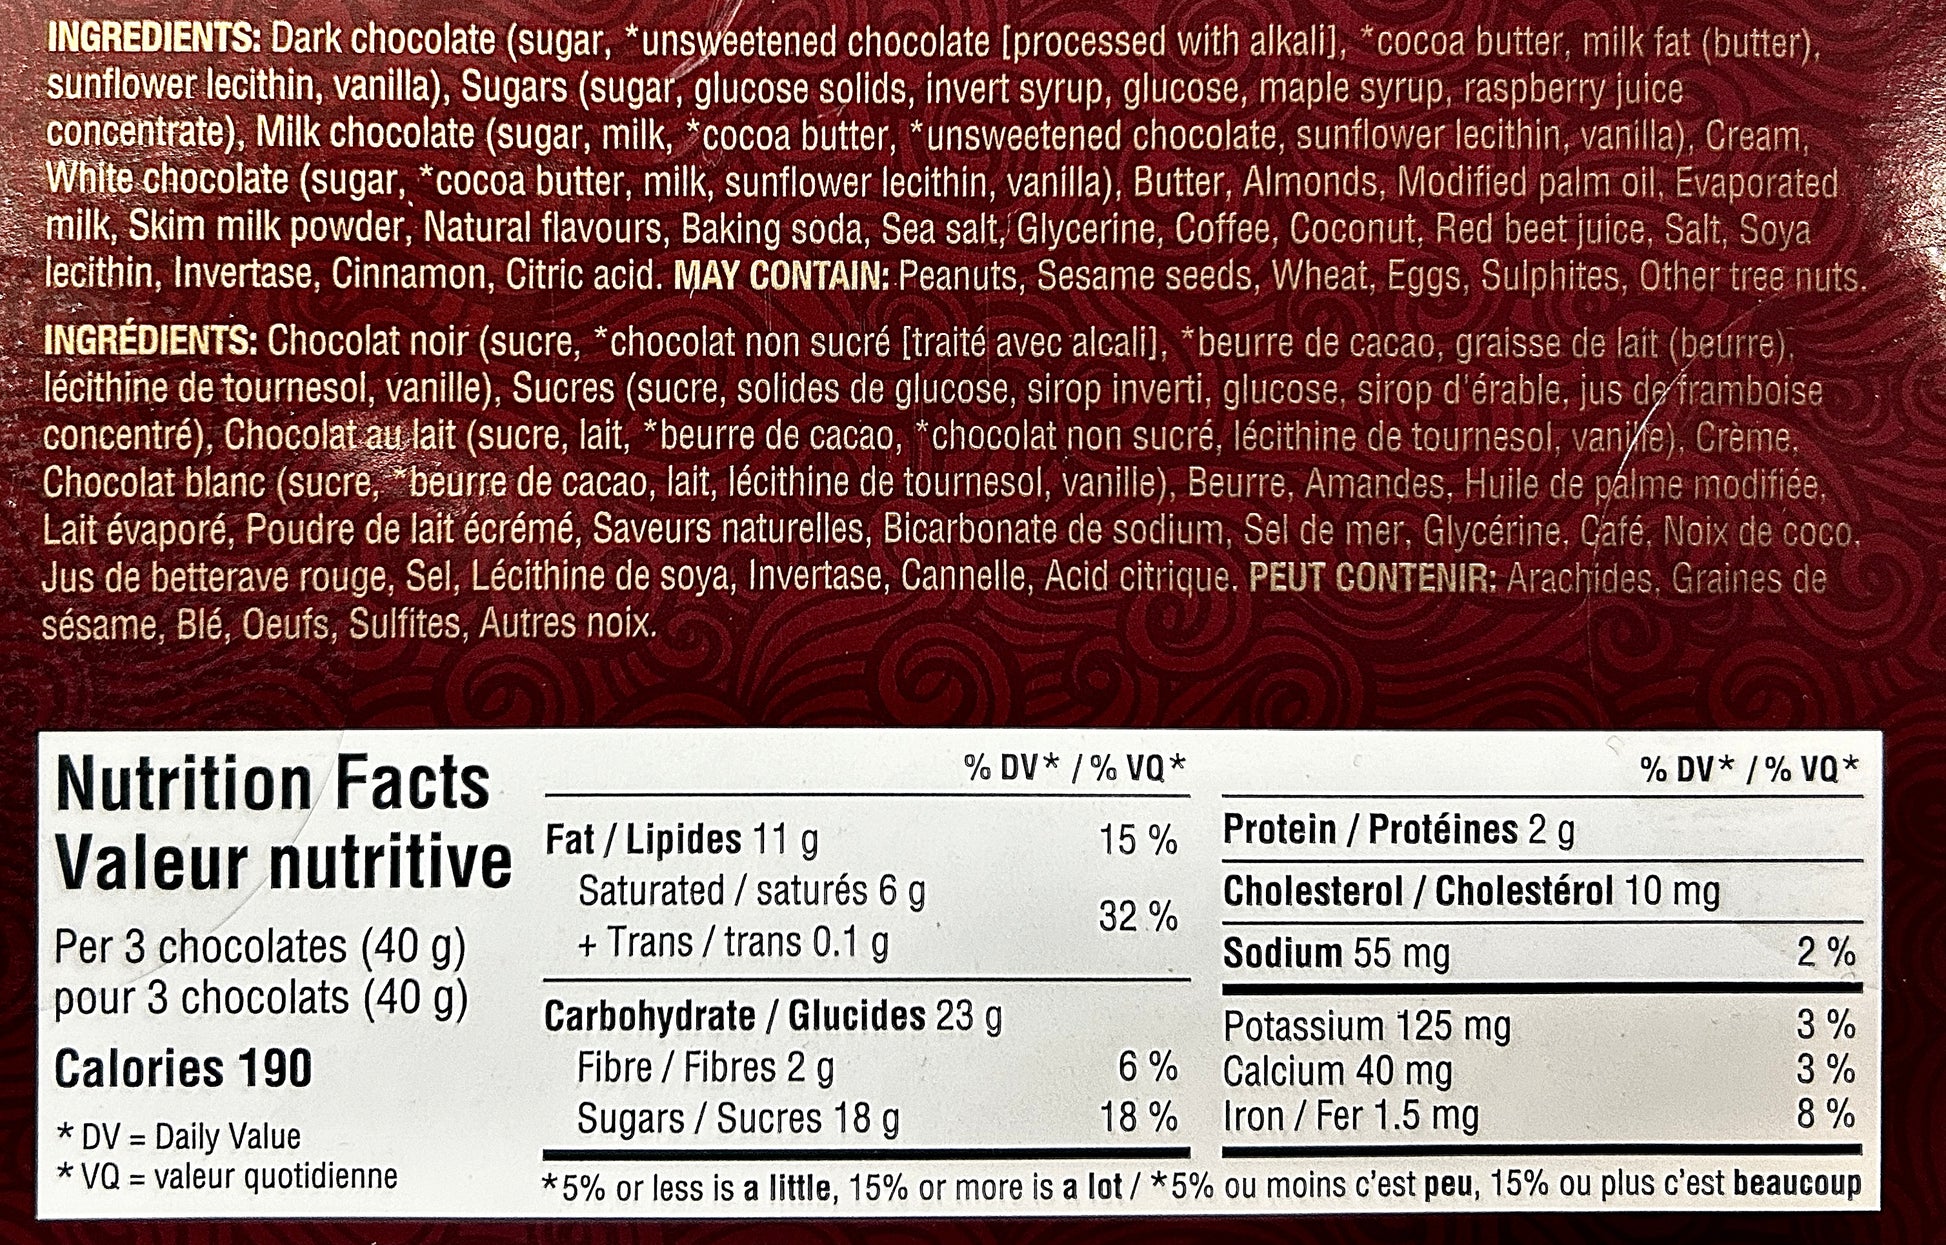 INGREDIENTS: Dark chocolate (sugar, *unsweetened chocolate [processed with alkali], *cocoa butter, milk fat (butter),
sunflower lecithin, vanilla), Sugars (sugar, glucose solids, invert syrup, glucose, maple syrup, raspberry juice
concentrate), Milk chocolate (sugar, milk, *cocoa butter, *unsweetened chocolate, sunflower lecithin, vanilla), Cream,
White chocolate (sugar, *cocoa butter, milk, sunflower lecithin, vanilla), Butter, Almonds, Modified palm oil, Evaporated
milk, Skim milk powder, Natural flavours, Baking soda, Sea salt, Glycerine, Coffee, Coconut, Red beet juice, Salt, Soya
lecithin, Invertase, Cinnamon, Citric acid. MAY CONTAIN: Peanuts, Sesame seeds, Wheat, Eggs, Sulphites, Other tree nuts.
INGRÉDIENTS: Chocolat noir (sucre, *chocolat non sucré [traité avec alcali], *beurre de cacao, graisse de lait (beurre),
lécithine de tournesol, vanille), Sucres (sucre, solides de glucose, sirop inverti, glucose, sirop d'érable, jus de framboise
concentré), Chocolat au lait (sucre, lait, *beurre de cacao, *chocolat non sucré, lécithine de tournesol, vanille), Crème,
Chocolat blanc (sucre, *beurre de cacao, lait, lécithine de tournesol, vanille), Beurre, Amandes, Huile de palme modifiée,
Lait évaporé, Poudre de lait écrémé, Saveurs naturelles, Bicarbonate de sodium, Sel de mer, Glycérine, Café, Noix de coco,
Jus de betterave rouge, Sel, Lécithine de soya, Invertase, Cannelle, Acid citrique. PEUT CONTENIR: Arachides, Graines de
sésame, Blé, Oeufs, Sulfites, Autres noix.
Nutrition Facts
Valeur nutritive
Per 3 chocolates (40 g)
pour 3 chocolats (40 g)
Calories 190
* DV = Daily Value
* VQ = valeur quotidienne
% DV* / % VQ*
Fat / Lipides 11 g 15 %
Saturated / saturés 6 g
+ Trans / trans 0.1 g 32 %
Carbohydrate / Glucides 23 g
Fibre / Fibres 2 g 6 %
Sugars / Sucres 18 g 18 %
% DV* / % VQ*
Protein / Protéines 2 g
Cholesterol / Cholestérol 10 mg
Sodium 55 mg 2 %
Potassium 125 mg 3 %
Calcium 40 mg 3 %
Iron / Fer 1.5 mg 8 %
*5% or less is a little, 15% or more is a lot / *5% ou moins c'est peu, 15% ou plus c'est beaucoup